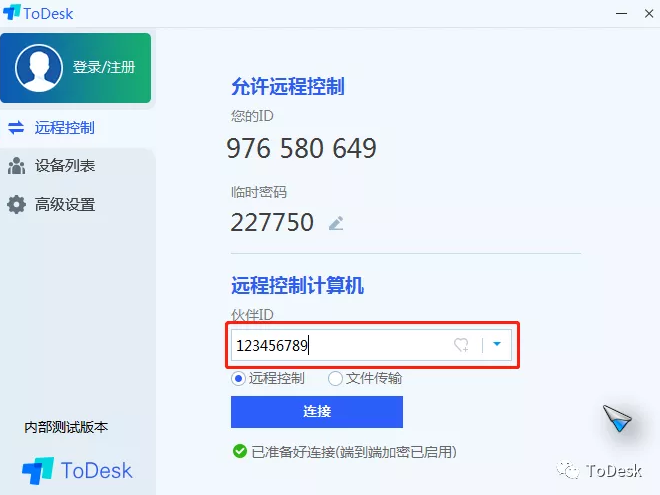 ToDesk
登录/注册
远程控制
设备列表
高级设置
内部测试版本
ToDesk
允许远程控制
您的ID
976 580 649
临时密码
227750
远程控制计算机
伙伴ID
123456789
远程控制 文件传输
连接
已准备好连接(端到端加密已启用)
ToDesk